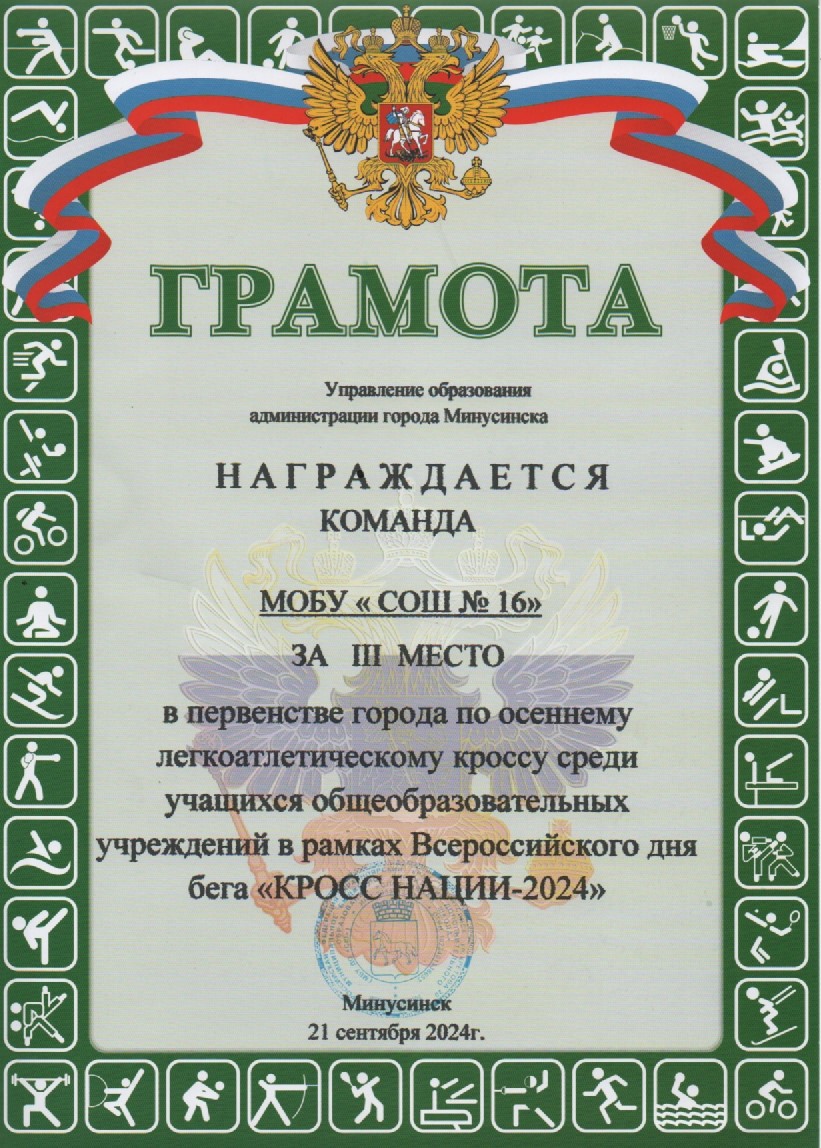 ГРАМОТА
Управление образования
администрации города Минусинска
НАГРАЖДАЕТСЯ
КОМАНДА
МОБУ « СОШ № 16»
ЗА III МЕСТО
в первенстве города по осеннему
легкоатлетическому кроссу среди
учащихся общеобразовательных
учреждений в рамках Всероссийского дня
бега «КРОСС НАЦИИ-2024»
Минусинск
21 сентября 2024г.